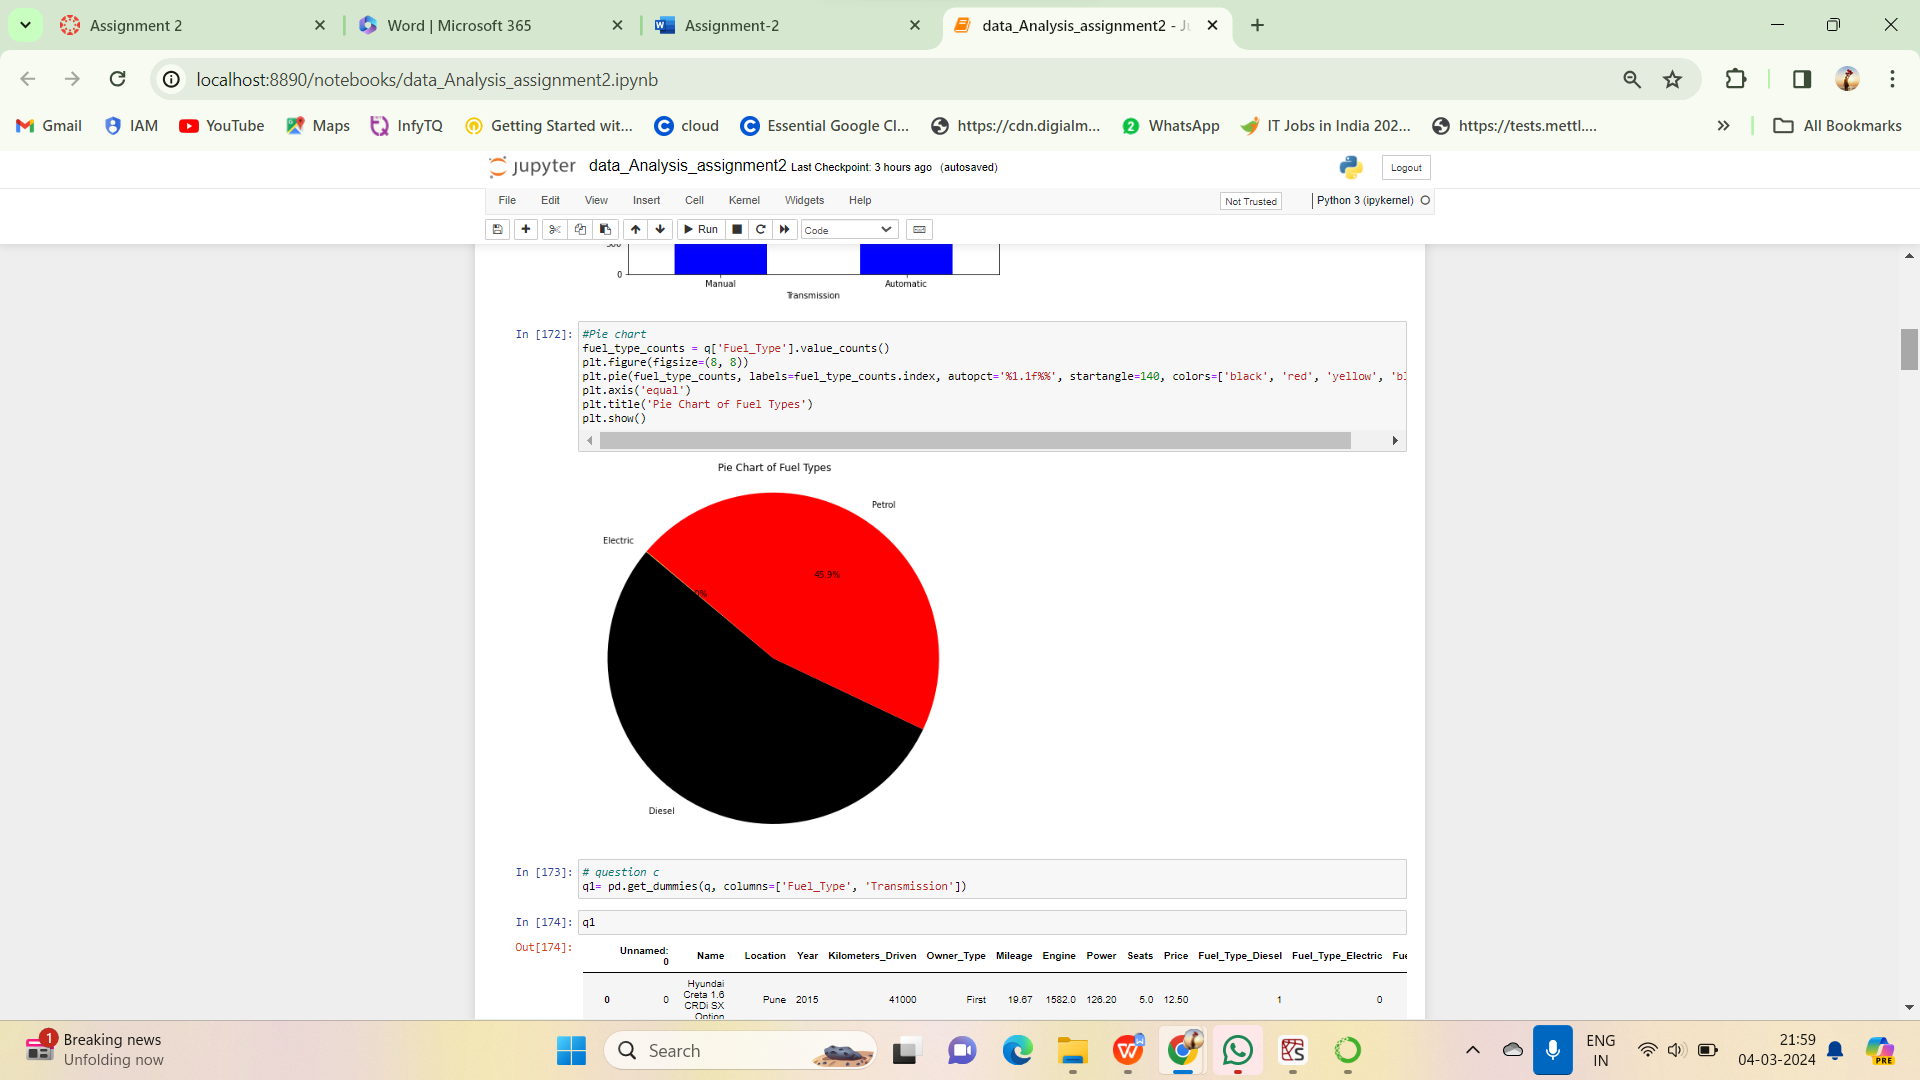 Assignment 2
Word | Microsoft 365
Assignment-2
data_Analysis_assignment2 - Ju
localhost:8890/notebooks/data_Analysis_assignment2.ipynb
Gmail
IAM
YouTube
Maps
InfyTQ
Getting Started wit...
cloud
Essential Google Cl...
https://cdn.digialm...
WhatsApp
IT Jobs in India 202...
https://tests.mettl....
»
All Bookmarks
jupyter
data_Analysis_assignment2 Last Checkpoint: 3 hours ago (autosaved)
Logout
File Edit View Insert Cell Kernel Widgets Help
Not Trusted
Python 3 (ipykernel)
Run
Code
500
0
Manual
Automatic
Transmission
In [172]:
#Pie chart
fuel_type_counts = q['Fuel_Type'].value_counts()
plt.figure(figsize=(8, 8))
plt.pie(fuel_type_counts, labels=fuel_type_counts.index, autopct='%1.1f%%', startangle=140, colors=['black', 'red', 'yellow', 'bl
plt.axis('equal')
plt.title('Pie Chart of Fuel Types')
plt.show()
Pie Chart of Fuel Types
Petrol
Electric
45.9%
0%
Diesel
In [173]:
# question c
q1= pd.get_dummies(q, columns=['Fuel_Type', 'Transmission'])
In [174]:
q1
Out[174]:
Unnamed: 0 Name Location Year Kilometers_Driven Owner_Type Mileage Engine Power Seats Price Fuel_Type_Diesel Fuel_Type_Electric Fue
0 0 Hyundai Creta 1.6 CRDi SX Option Pune 2015 41000 First 19.67 1582.0 126.20 5.0 12.50 1 0
1
Breaking news
Unfolding now
Search
ENG
IN
21:59
04-03-2024
PRE